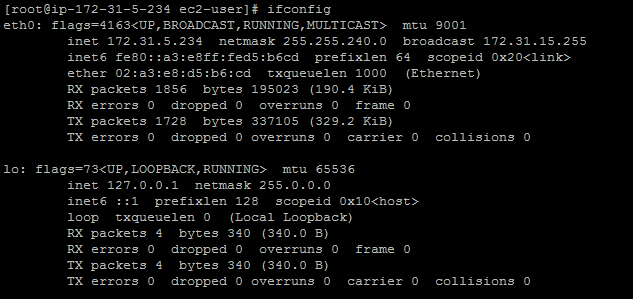 [root@ip-172-31-5-234 ec2-user]# ifconfig
eth0: flags=4163<UP,BROADCAST,RUNNING,MULTICAST>  mtu 9001
        inet 172.31.5.234  netmask 255.255.240.0  broadcast 172.31.15.255
        inet6 fe80::a3:e8ff:fed5:b6cd  prefixlen 64  scopeid 0x20<link>
        ether 02:a3:e8:d5:b6:cd  txqueuelen 1000  (Ethernet)
        RX packets 1856  bytes 195023 (190.4 KiB)
        RX errors 0  dropped 0  overruns 0  frame 0
        TX packets 1728  bytes 337105 (329.2 KiB)
        TX errors 0  dropped 0 overruns 0  carrier 0  collisions 0

lo: flags=73<UP,LOOPBACK,RUNNING>  mtu 65536
        inet 127.0.0.1  netmask 255.0.0.0
        inet6 ::1  prefixlen 128  scopeid 0x10<host>
        loop  txqueuelen 0  (Local Loopback)
        RX packets 4  bytes 340 (340.0 B)
        RX errors 0  dropped 0  overruns 0  frame 0
        TX packets 4  bytes 340 (340.0 B)
        TX errors 0  dropped 0 overruns 0  carrier 0  collisions 0